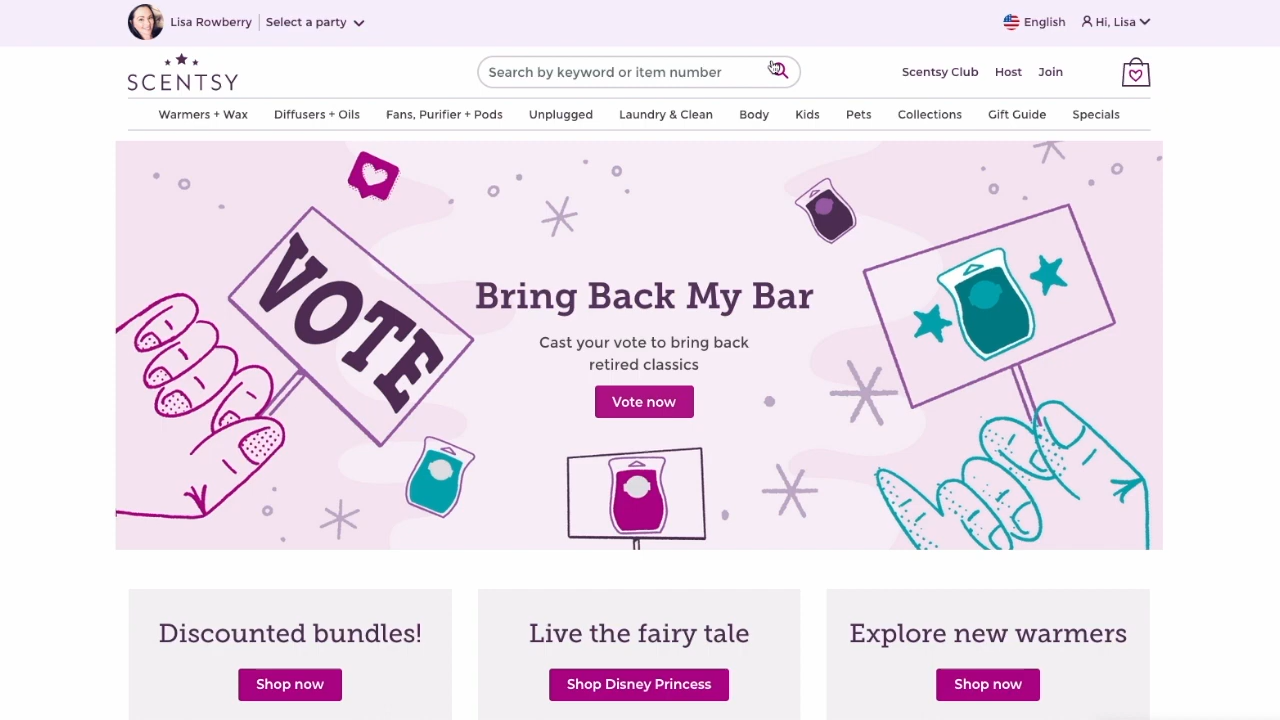 Lisa Rowberry Select a party English Hi, Lisa
SCENTSY Search by keyword or item number Scentsy Club Host Join
Warmers + Wax Diffusers + Oils Fans, Purifier + Pods Unplugged Laundry & Clean Body Kids Pets Collections Gift Guide Specials
VOTE
Bring Back My Bar
Cast your vote to bring back
retired classics
Vote now
Discounted bundles! Live the fairy tale Explore new warmers
Shop now Shop Disney Princess Shop now